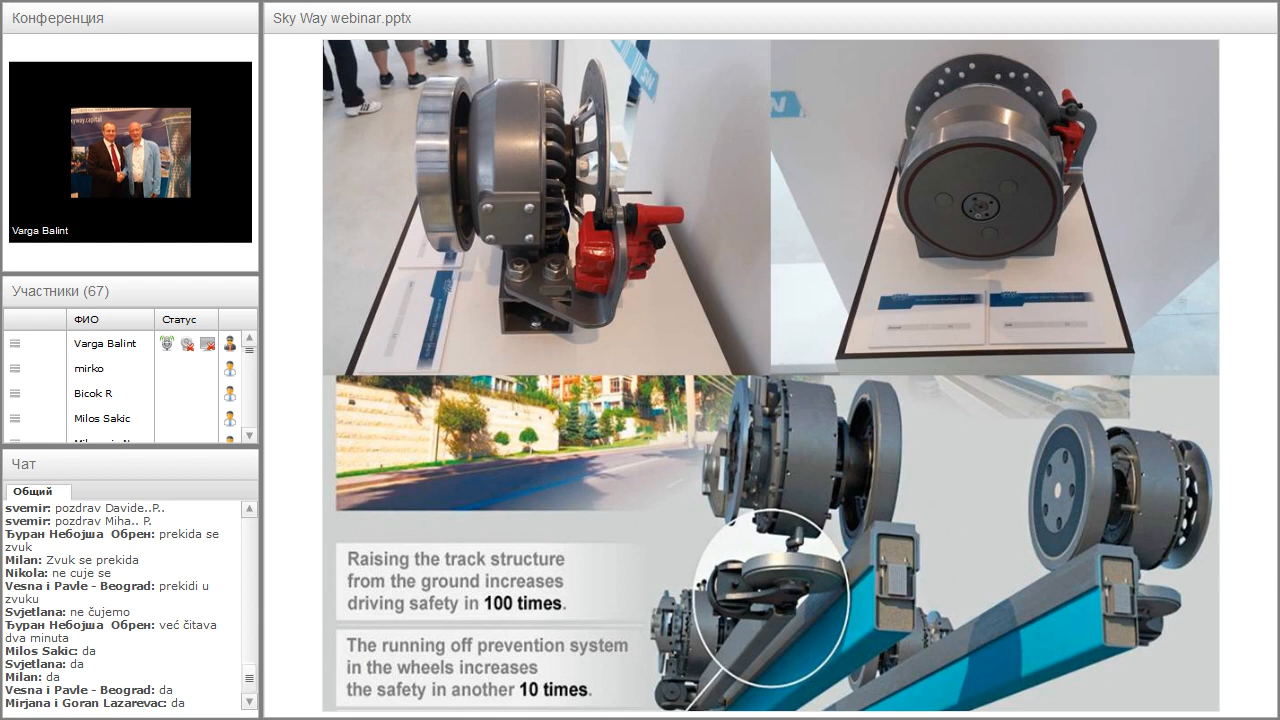 Конференция
skyway.capital
Varga Balint
Участники (67)
ФИО
Статус
Varga Balint
mirko
Bicok R
Milos Sakic
Чат
Общий
svemir: pozdrav Davide..P..
svemir: pozdrav Miha.. P.
Ђуран Небојша Обрен: prekida se
zvuk
Milan: Zvuk se prekida
Nikola: ne cuje se
Vesna i Pavle - Beograd: prekidi u
zvuku
Svjetlana: ne čujemo
Ђуран Небојша Обрен: već čitava
dva minuta
Milos Sakic: da
Svjetlana: da
Milan: da
Vesna i Pavle - Beograd: da
Mirjana i Goran Lazarevac: da
Sky Way webinar.pptx
SW
Raising the track structure
from the ground increases
driving safety in 100 times.
The running off prevention system
in the wheels increases
the safety in another 10 times.